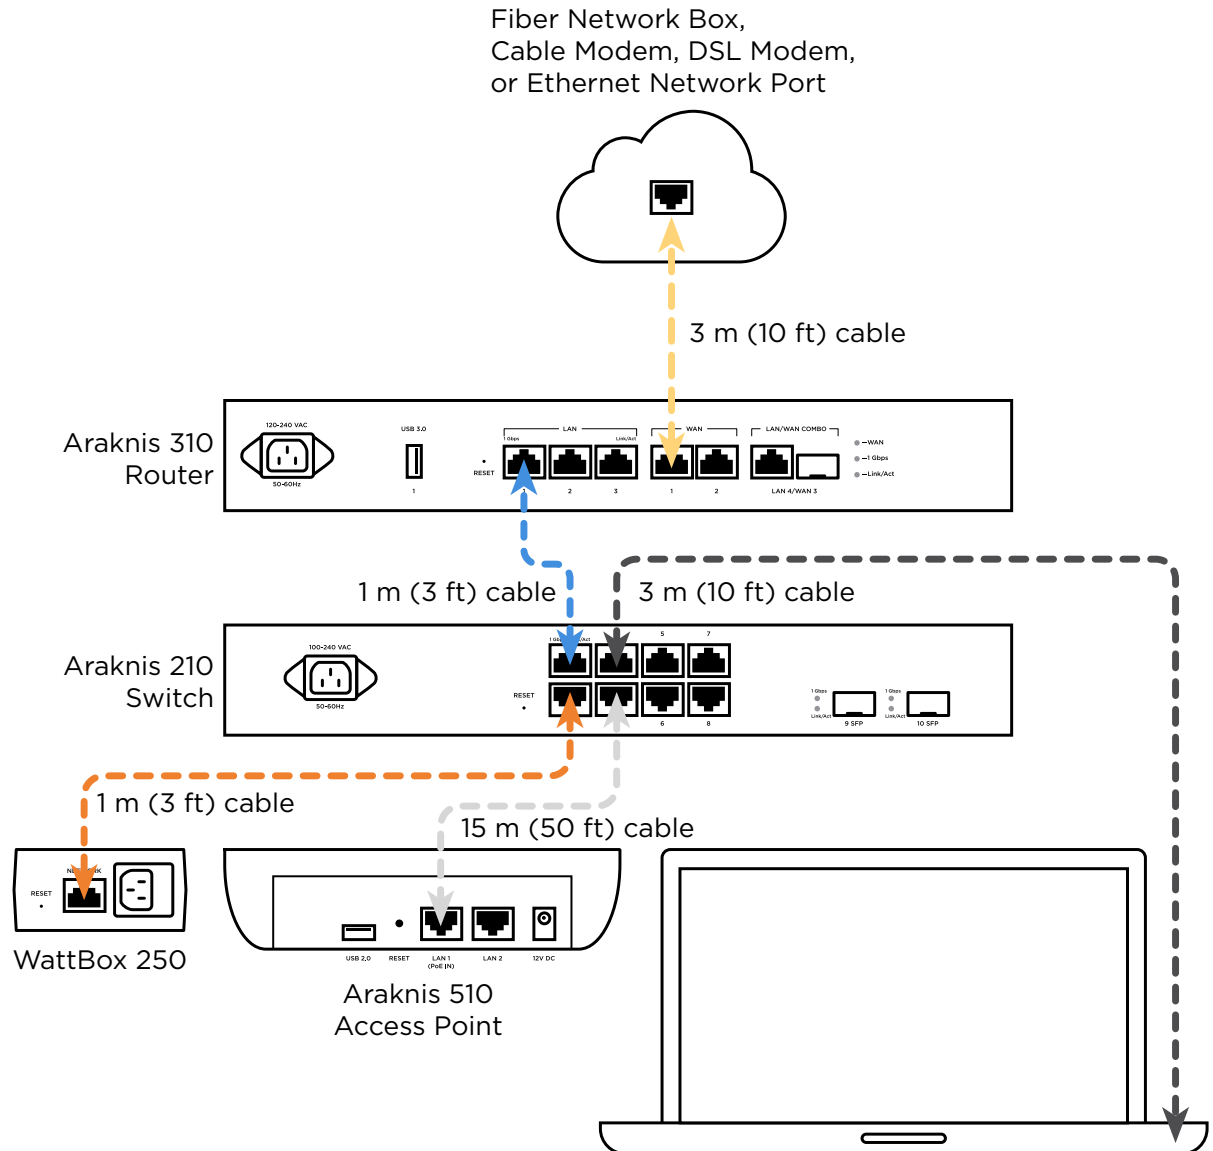 Fiber Network Box,
Cable Modem, DSL Modem,
or Ethernet Network Port
3 m (10 ft) cable
Araknis 310
Router
120-240 VAC
50-60Hz
USB 3.0
1
RESET
LAN
1 Gbps
Link/Act
1
2
3
WAN
1
2
LAN/WAN COMBO
LAN 4/WAN 3
–WAN
–1 Gbps
–Link/Act
1 m (3 ft) cable
3 m (10 ft) cable
Araknis 210
Switch
100-240 VAC
50-60Hz
RESET
5
7
6
8
1 Gbps
Link/Act
9 SFP
1 Gbps
Link/Act
10 SFP
1 m (3 ft) cable
15 m (50 ft) cable
RESET
WattBox 250
USB 2.0
RESET
LAN 1
(PoE IN)
LAN 2
12V DC
Araknis 510
Access Point